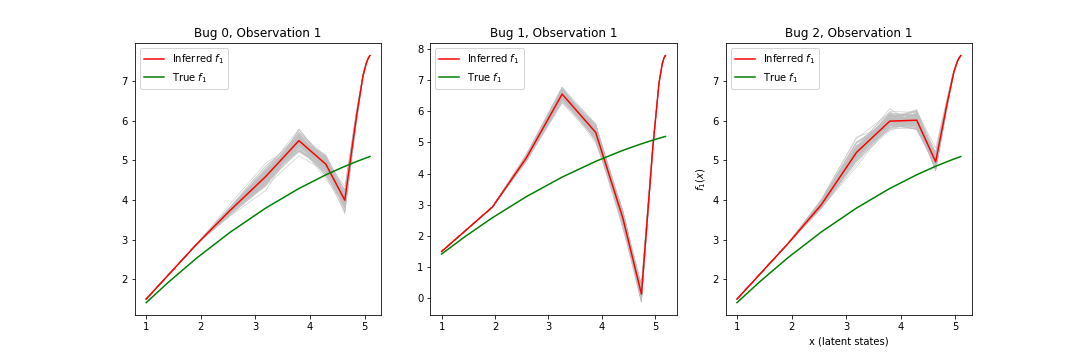 Bug 0, Observation 1
Inferred f₁
True f₁
7
6
5
4
3
2
1 2 3 4 5
Bug 1, Observation 1
Inferred f₁
True f₁
8
7
6
5
4
3
2
1
0
1 2 3 4 5
Bug 2, Observation 1
Inferred f₁
True f₁
f₁(x)
7
6
5
4
3
2
1 2 3 4 5
x (latent states)